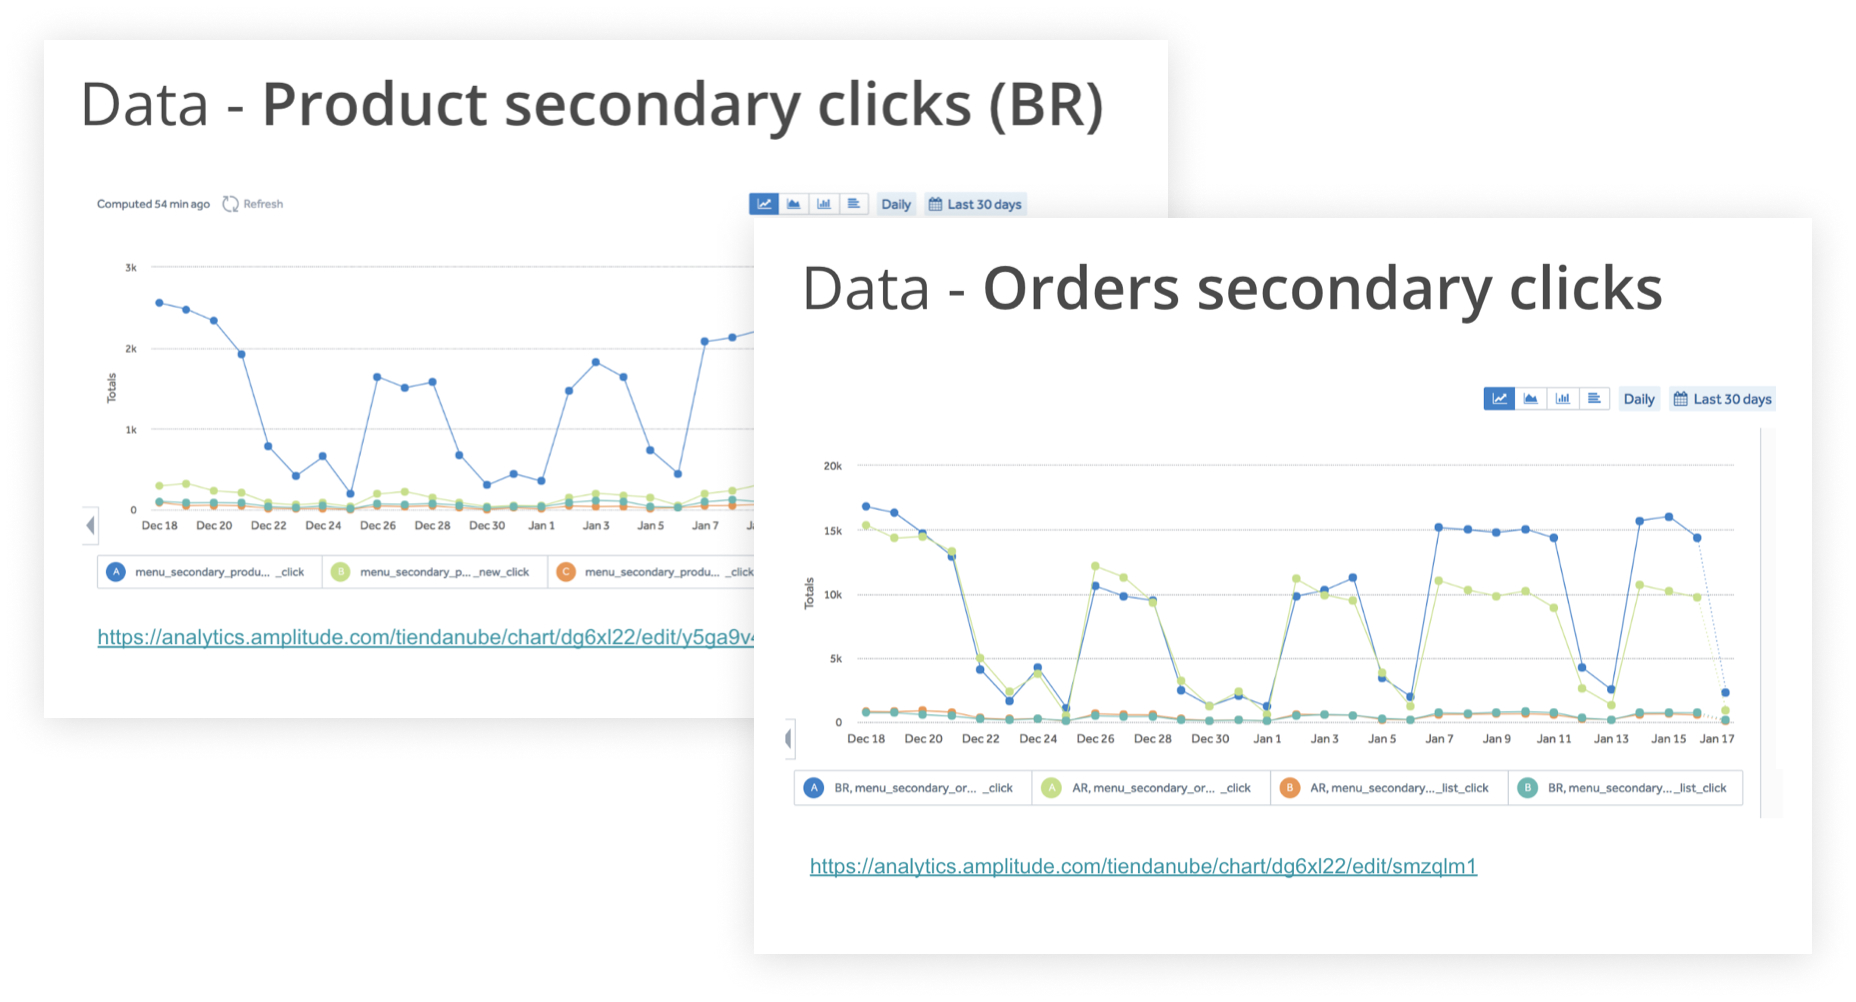 Data - Product secondary clicks (BR)
Computed 54 min ago Refresh
Daily Last 30 days
3k
2k
1k
0
Totals
Dec 18 Dec 20 Dec 22 Dec 24 Dec 26 Dec 28 Dec 30 Jan 1 Jan 3 Jan 5 Jan 7
A menu_secondary_produ... _click B menu_secondary_p..._new_click C menu_secondary_produ... _click
https://analytics.amplitude.com/tiendanube/chart/dg6xl22/edit/y5ga9v
Data - Orders secondary clicks
Daily Last 30 days
20k
15k
10k
5k
0
Totals
Dec 18 Dec 20 Dec 22 Dec 24 Dec 26 Dec 28 Dec 30 Jan 1 Jan 3 Jan 5 Jan 7 Jan 9 Jan 11 Jan 13 Jan 15 Jan 17
A BR, menu_secondary_or... _click A AR, menu_secondary_or... _click B AR, menu_secondary..._list_click B BR, menu_secondary..._list_click
https://analytics.amplitude.com/tiendanube/chart/dg6xl22/edit/smzqlm1